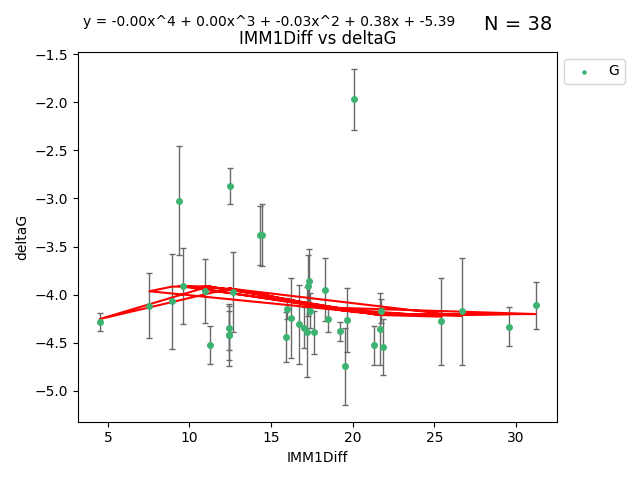 y = -0.00x^4 + 0.00x^3 + -0.03x^2 + 0.38x + -5.39
N = 38
IMM1Diff vs deltaG
G
−1.5
−2.0
−2.5
−3.0
−3.5
−4.0
−4.5
−5.0
deltaG
5 10 15 20 25 30
IMM1Diff